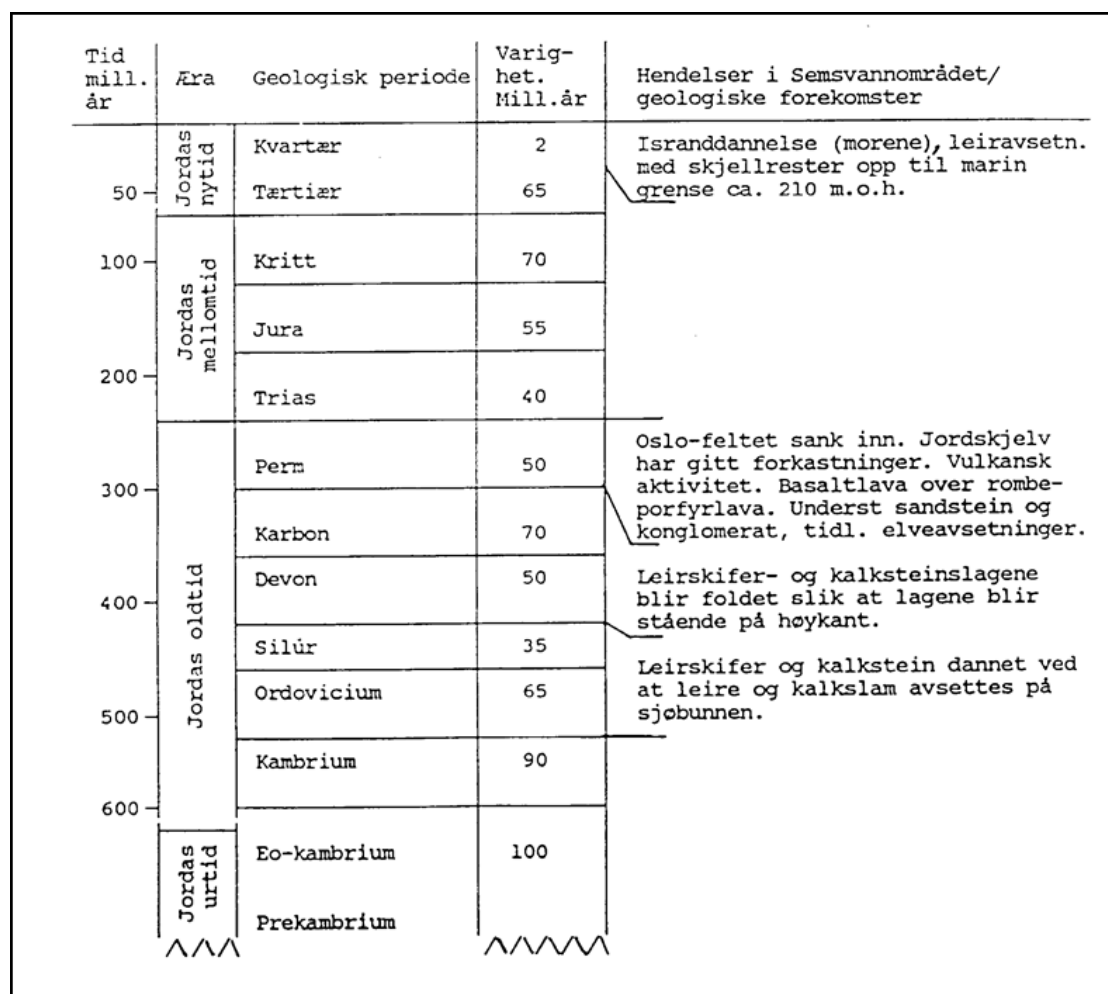 Tid
mill.
år
Æra
Geologisk periode
Varig-
het.
Mill.år
Hendelser i Semsvannområdet/
geologiske forekomster
Jordas
nytid
Kvartær 2
50 Tærtiær 65
Isranddannelse (morene), leiravsetn.
med skjellrester opp til marin
grense ca. 210 m.o.h.
Jordas
mellomtid
100 Kritt 70
Jura 55
200
Trias 40
Jordas oldtid
Perm 50
300
Oslo-feltet sank inn. Jordskjelv
har gitt forkastninger. Vulkansk
aktivitet. Basaltlava over rombe-
porfyrlava. Underst sandstein og
konglomerat, tidl. elveavsetninger.
Karbon 70
Devon 50
400
Leirskifer- og kalksteinslagene
blir foldet slik at lagene blir
stående på høykant.
Silúr 35
Ordovicium 65
500
Leirskifer og kalkstein dannet ved
at leire og kalkslam avsettes på
sjøbunnen.
Kambrium 90
600
Jordas
urtid
Eo-kambrium 100
Prekambrium